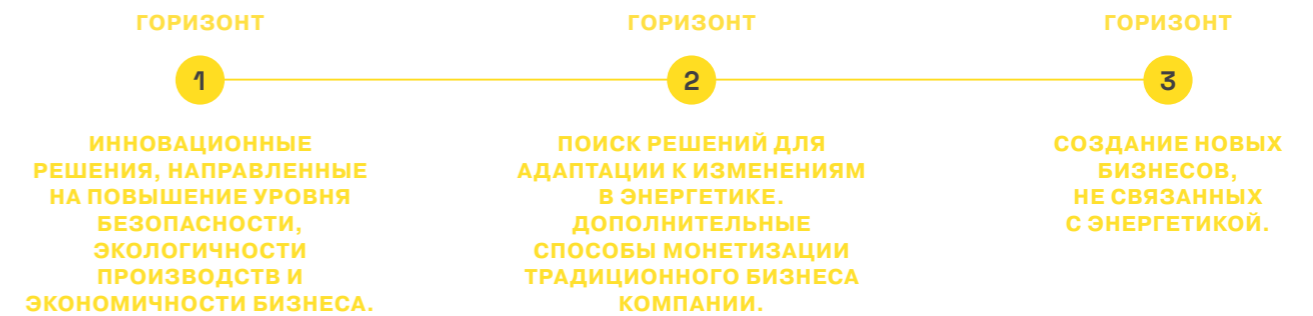 ГОРИЗОНТ
1
ИННОВАЦИОННЫЕ
РЕШЕНИЯ, НАПРАВЛЕННЫЕ
НА ПОВЫШЕНИЕ УРОВНЯ
БЕЗОПАСНОСТИ,
ЭКОЛОГИЧНОСТИ
ПРОИЗВОДСТВ И
ЭКОНОМИЧНОСТИ БИЗНЕСА.
ГОРИЗОНТ
2
ПОИСК РЕШЕНИЙ ДЛЯ
АДАПТАЦИИ К ИЗМЕНЕНИЯМ
В ЭНЕРГЕТИКЕ.
ДОПОЛНИТЕЛЬНЫЕ
СПОСОБЫ МОНЕТИЗАЦИИ
ТРАДИЦИОННОГО БИЗНЕСА
КОМПАНИИ.
ГОРИЗОНТ
3
СОЗДАНИЕ НОВЫХ
БИЗНЕСОВ,
НЕ СВЯЗАННЫХ
С ЭНЕРГЕТИКОЙ.